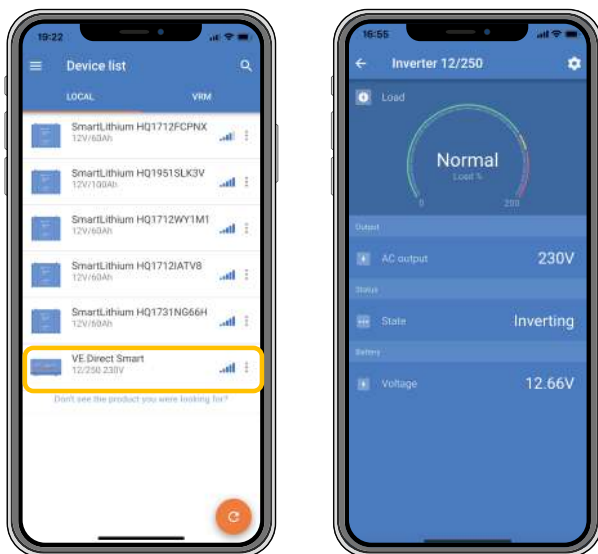 19:22
Device list
LOCAL VRM
SmartLithium HQ1712FCPNX
12V/60Ah
SmartLithium HQ1951SLK3V
12V/100Ah
SmartLithium HQ1712WY1M1
12V/60Ah
SmartLithium HQ1712IATV8
12V/60Ah
SmartLithium HQ1731NG66H
12V/60Ah
VE.Direct Smart
12/250 230V
Don't see the product you were looking for?
16:55
Inverter 12/250
Load
Normal
Load %
0 200
Output
AC output 230V
Status
State Inverting
Battery
Voltage 12.66V